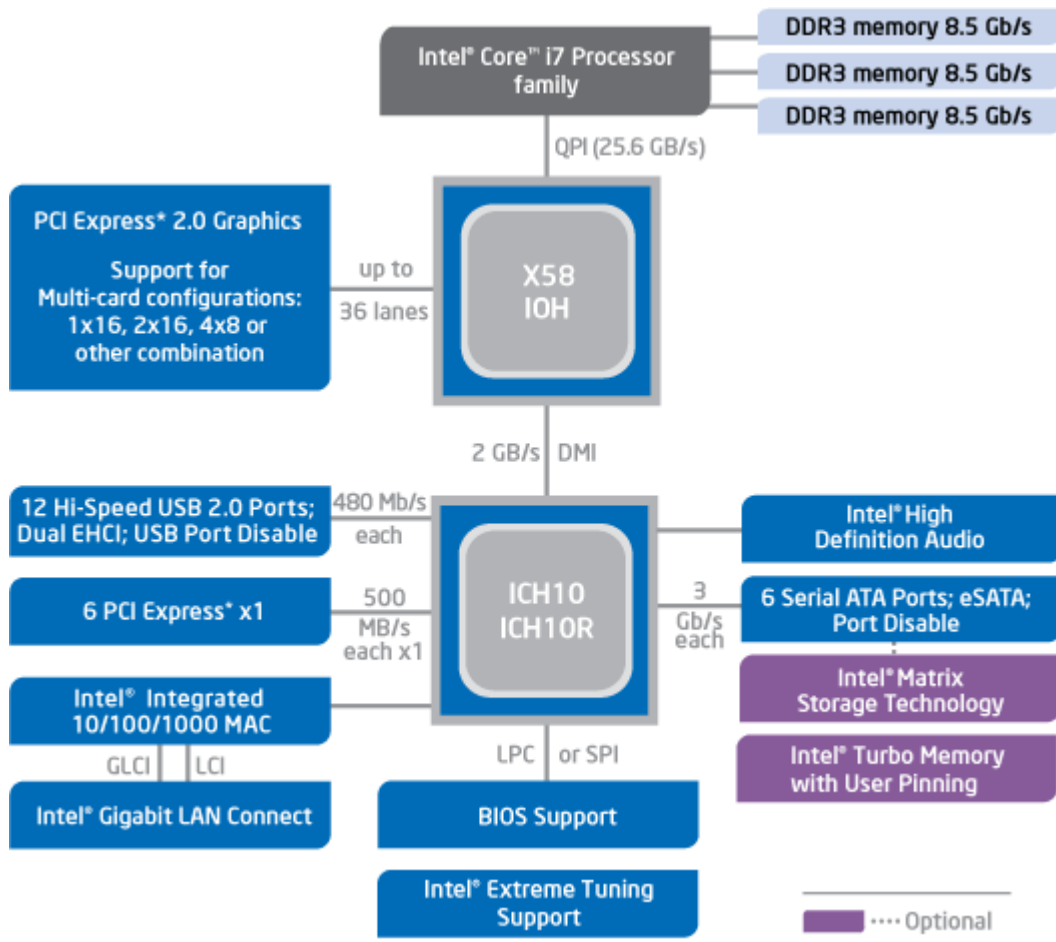 Intel® Core™ i7 Processor
family
DDR3 memory 8.5 Gb/s
DDR3 memory 8.5 Gb/s
DDR3 memory 8.5 Gb/s
QPI (25.6 GB/s)
PCI Express* 2.0 Graphics
Support for
Multi-card configurations:
1x16, 2x16, 4x8 or
other combination
up to
36 lanes
X58
IOH
2 GB/s DMI
12 Hi-Speed USB 2.0 Ports;
Dual EHCI; USB Port Disable
480 Mb/s
each
6 PCI Express* x1
500
MB/s
each x1
ICH10
ICH10R
Intel® High
Definition Audio
3
Gb/s
each
6 Serial ATA Ports; eSATA;
Port Disable
Intel® Matrix
Storage Technology
Intel® Turbo Memory
with User Pinning
Intel® Integrated
10/100/1000 MAC
GLCI LCI
Intel® Gigabit LAN Connect
LPC or SPI
BIOS Support
Intel® Extreme Tuning
Support
Optional